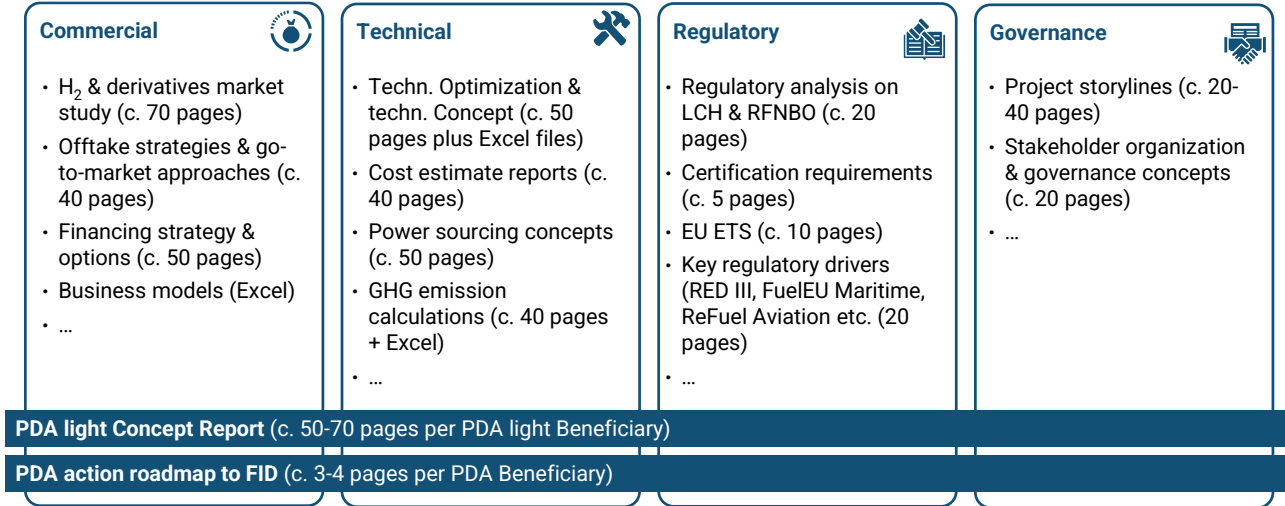 Commercial
• H₂ & derivatives market
study (c. 70 pages)
• Offtake strategies & go-
to-market approaches (c.
40 pages)
• Financing strategy &
options (c. 50 pages)
• Business models (Excel)
• …
Technical
• Techn. Optimization &
techn. Concept (c. 50
pages plus Excel files)
• Cost estimate reports (c.
40 pages)
• Power sourcing concepts
(c. 50 pages)
• GHG emission
calculations (c. 40 pages
+ Excel)
• …
Regulatory
• Regulatory analysis on
LCH & RFNBO (c. 20
pages)
• Certification requirements
(c. 5 pages)
• EU ETS (c. 10 pages)
• Key regulatory drivers
(RED III, FuelEU Maritime,
ReFuel Aviation etc. (20
pages)
• …
Governance
• Project storylines (c. 20-
40 pages)
• Stakeholder organization
& governance concepts
(c. 20 pages)
• …
PDA light Concept Report (c. 50-70 pages per PDA light Beneficiary)
PDA action roadmap to FID (c. 3-4 pages per PDA Beneficiary)